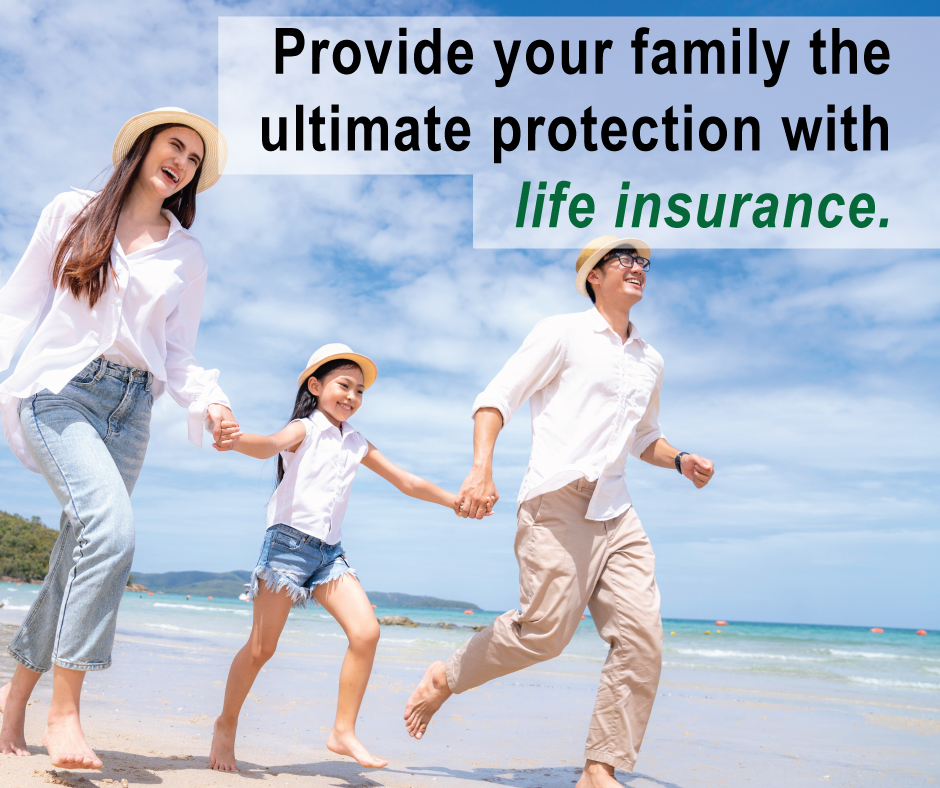 Provide your family the
ultimate protection with
life insurance.